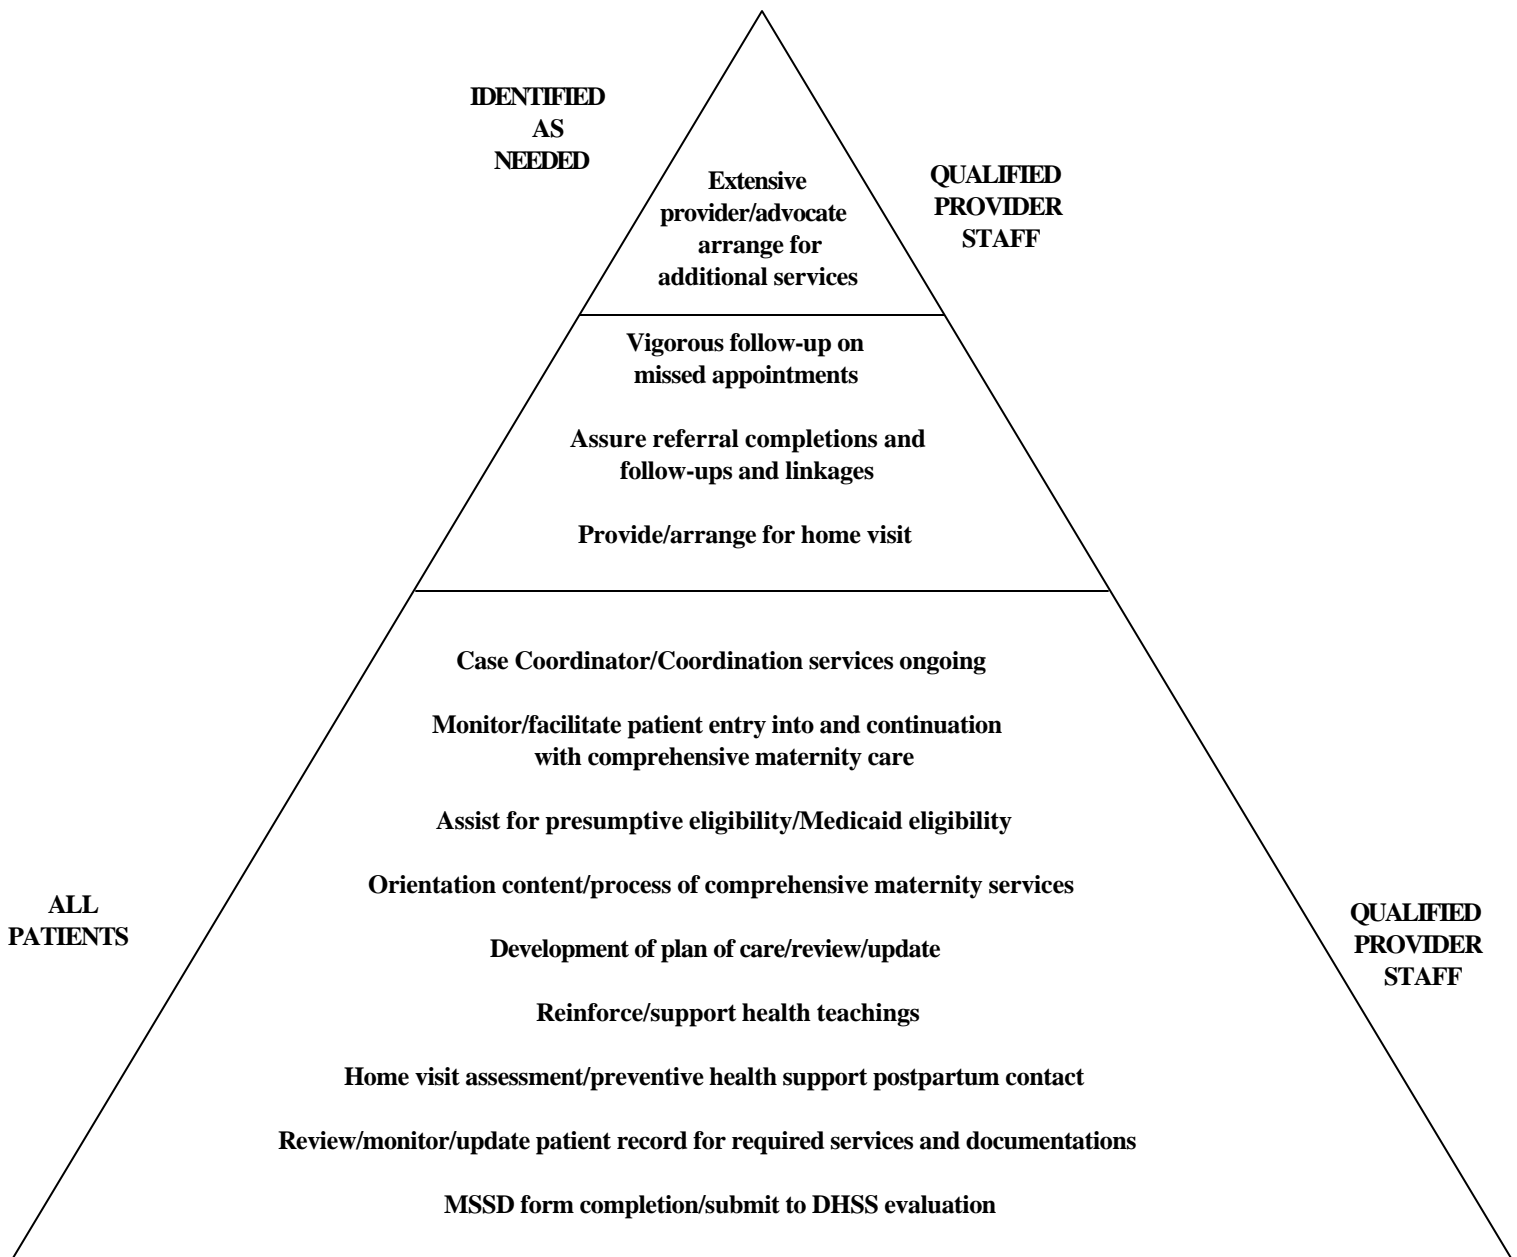 IDENTIFIED
AS
NEEDED
QUALIFIED
PROVIDER
STAFF
Extensive
provider/advocate
arrange for
additional services
Vigorous follow-up on
missed appointments
Assure referral completions and
follow-ups and linkages
Provide/arrange for home visit
Case Coordinator/Coordination services ongoing
Monitor/facilitate patient entry into and continuation
with comprehensive maternity care
Assist for presumptive eligibility/Medicaid eligibility
Orientation content/process of comprehensive maternity services
ALL
PATIENTS
QUALIFIED
PROVIDER
STAFF
Development of plan of care/review/update
Reinforce/support health teachings
Home visit assessment/preventive health support postpartum contact
Review/monitor/update patient record for required services and documentations
MSSD form completion/submit to DHSS evaluation